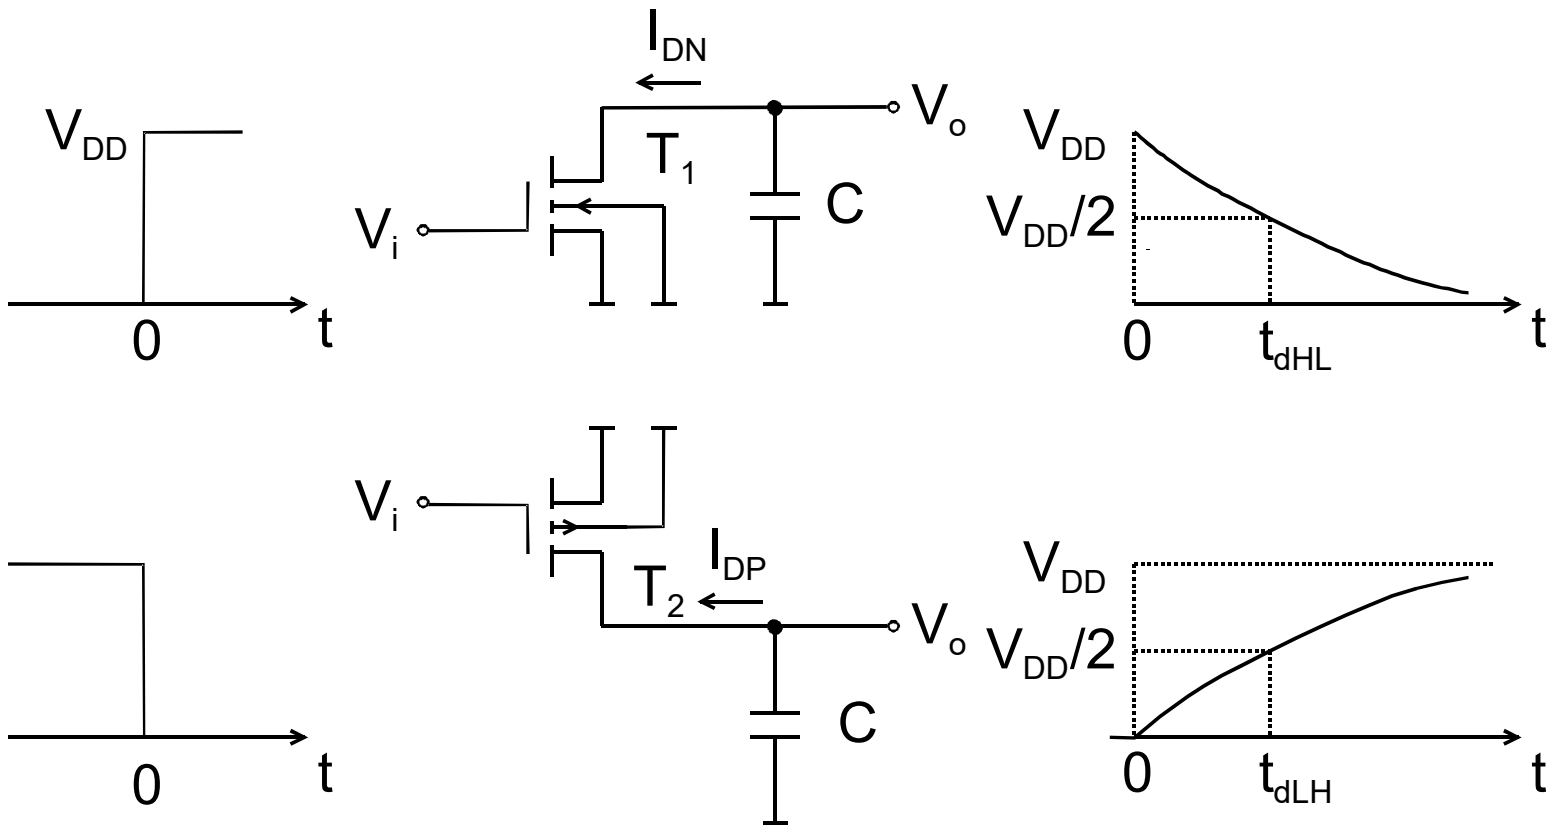 I_DN
V_DD
T_1
V_i
C
V_o
0
t
V_DD
V_DD/2
0
t_dHL
t
V_i
T_2
I_DP
C
V_o
0
t
V_DD
V_DD/2
0
t_dLH
t